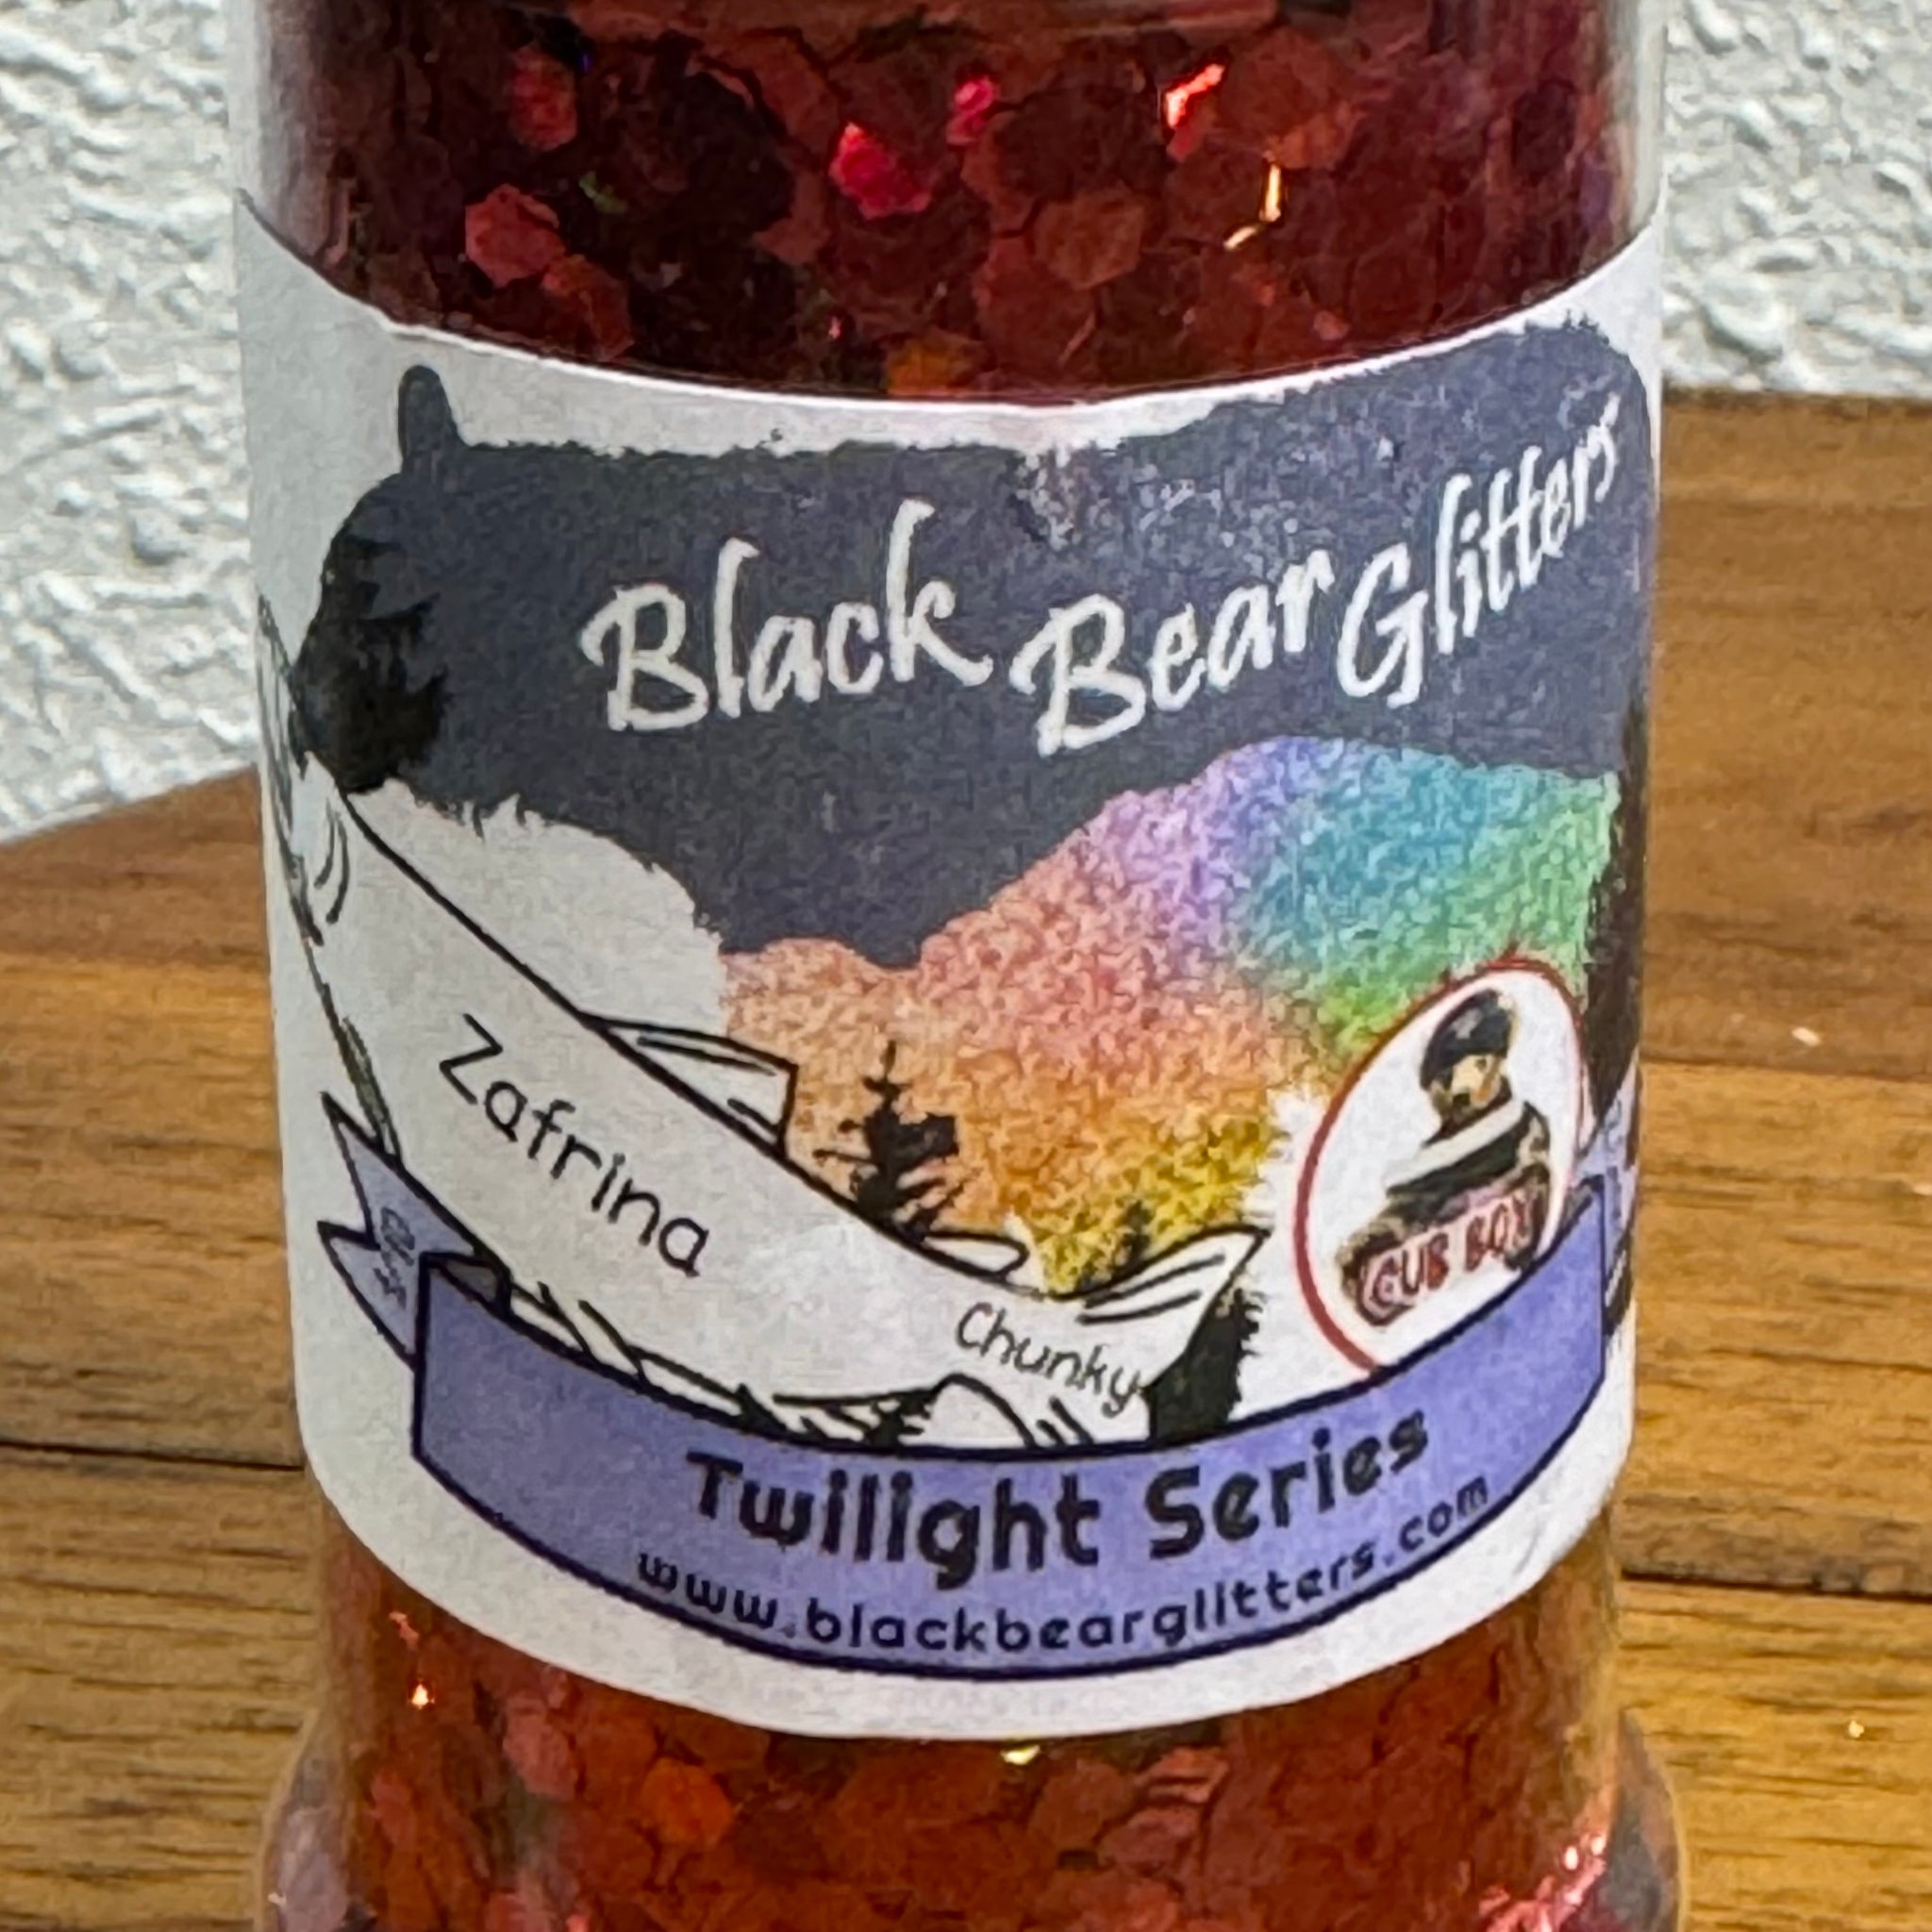 Black Bear Glitters
Zafrina
Chunky
CUB BOX
Twilight Series
www.blackbearglitters.com